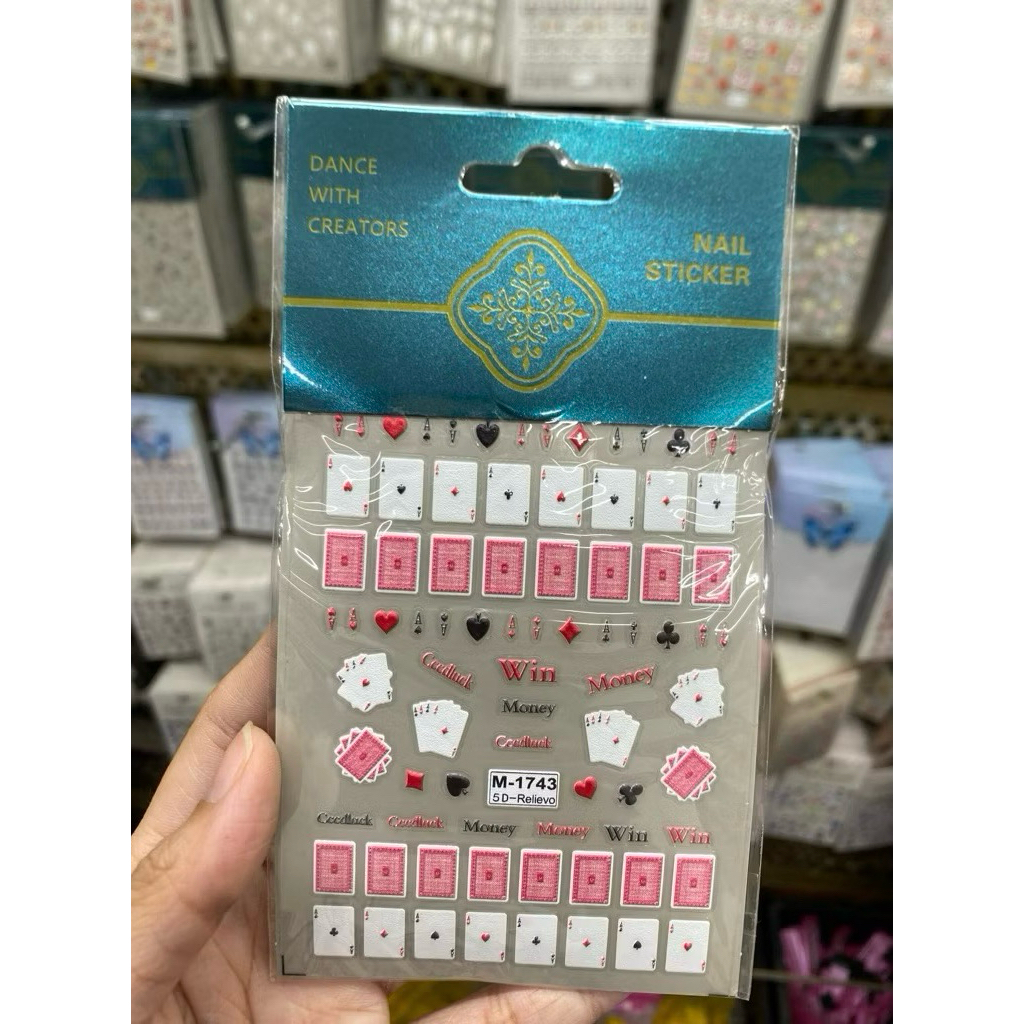 DANCE
WITH
CREATORS
NAIL
STICKER
Goodluck Win Money
Money
Goodluck
M-1743
5D-Relievo
Goodluck Goodluck Money Money Win Win